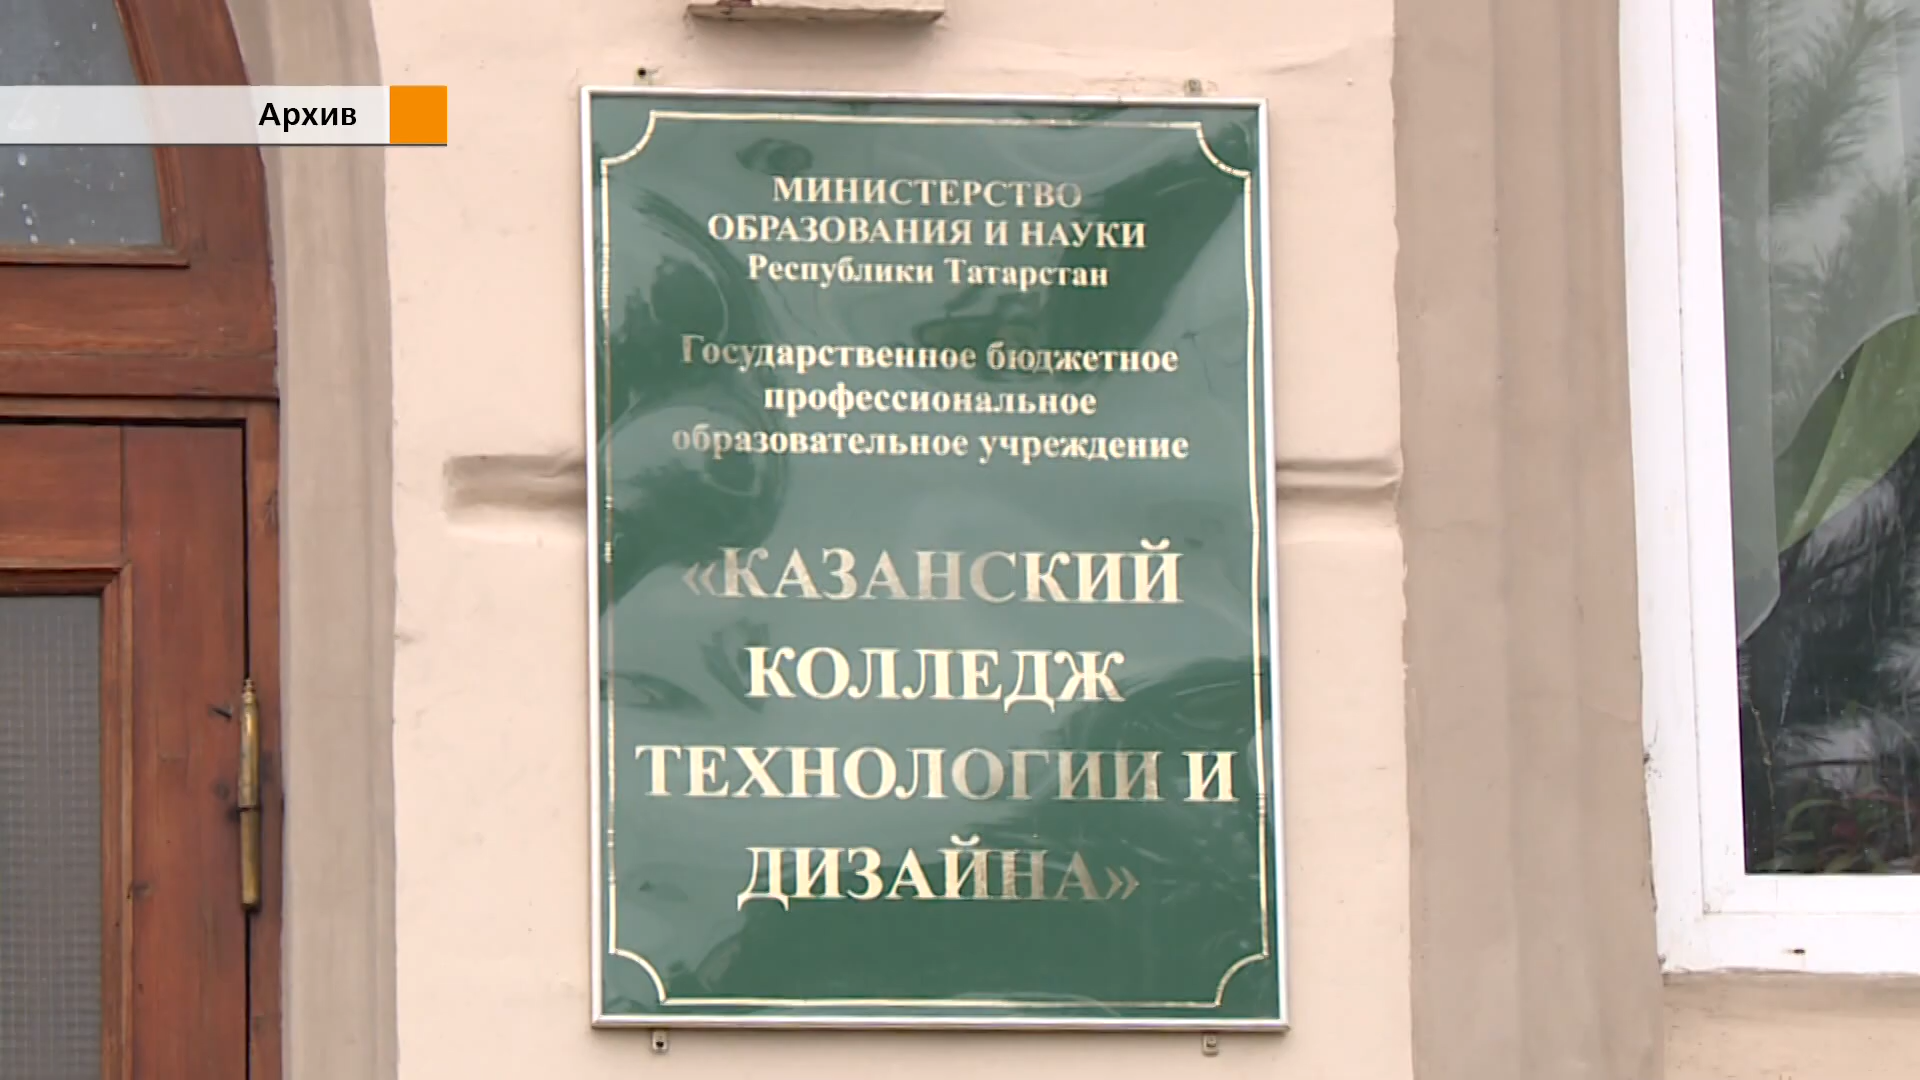 Архив
МИНИСТЕРСТВО
ОБРАЗОВАНИЯ И НАУКИ
Республики Татарстан
Государственное бюджетное
профессиональное
образовательное учреждение
«КАЗАНСКИЙ
КОЛЛЕДЖ
ТЕХНОЛОГИИ И
ДИЗАЙНА»